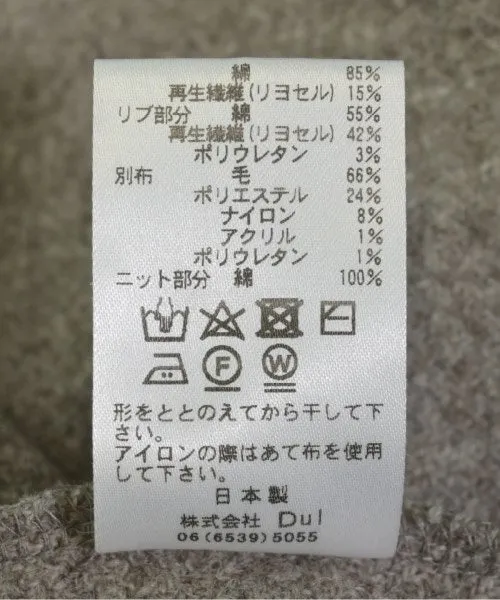 綿 85%
再生繊維(リヨセル) 15%
リブ部分 綿 55%
再生繊維(リヨセル) 42%
ポリウレタン 3%
別布 毛 66%
ポリエステル 24%
ナイロン 8%
アクリル 1%
ポリウレタン 1%
ニット部分 綿 100%
F W
形をととのえてから干して下
さい。
アイロンの際はあて布を使用
して下さい。
日本製
株式会社 Dul
06(6539)5055